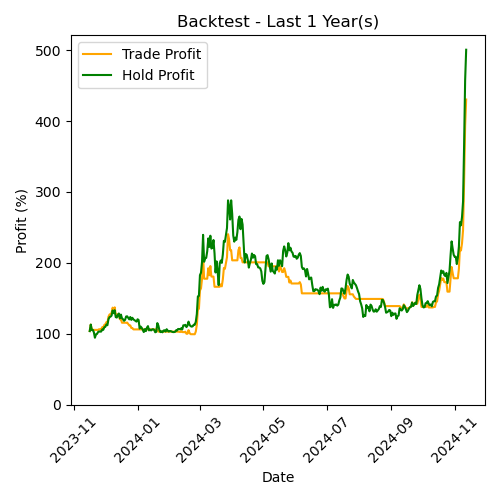 Backtest - Last 1 Year(s)
Trade Profit
Hold Profit
Profit (%)
500
400
300
200
100
0
2023-11
2024-01
2024-03
2024-05
2024-07
2024-09
2024-11
Date